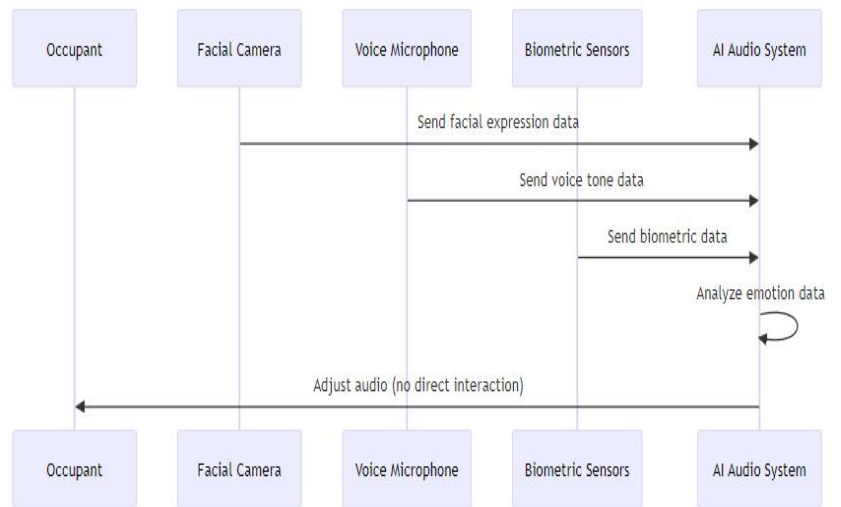 Occupant
Facial Camera
Voice Microphone
Biometric Sensors
AI Audio System
Send facial expression data
Send voice tone data
Send biometric data
Analyze emotion data
Adjust audio (no direct interaction)
Occupant
Facial Camera
Voice Microphone
Biometric Sensors
AI Audio System